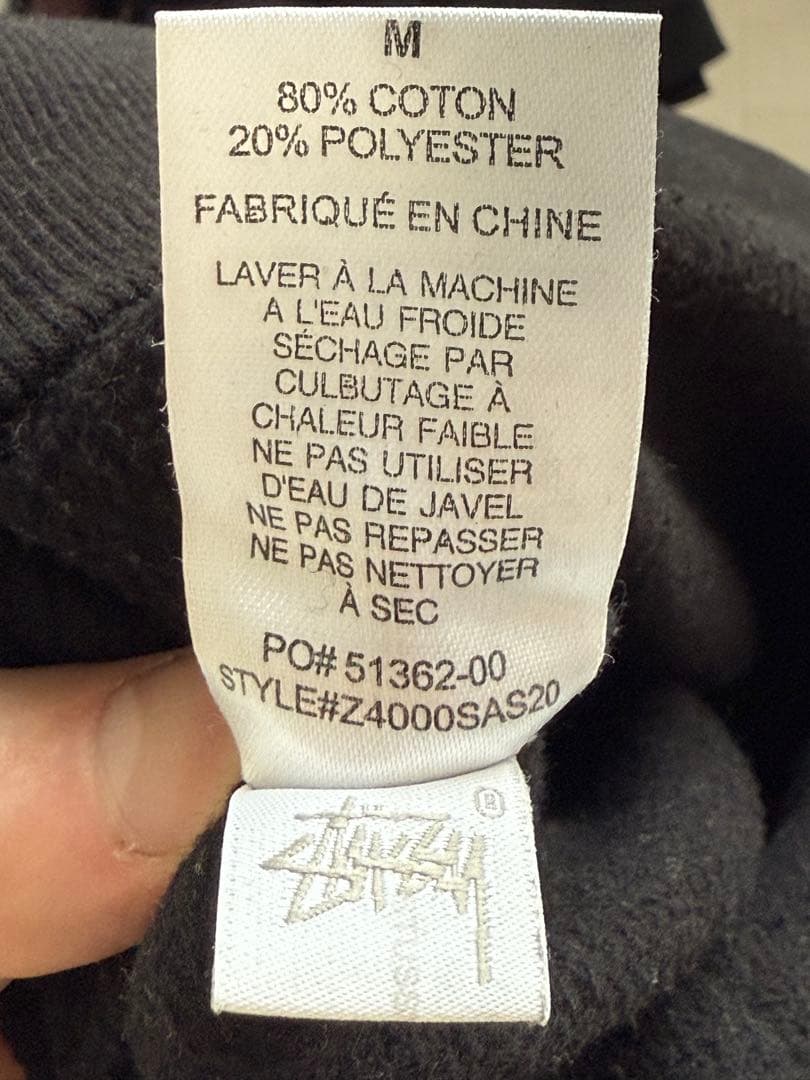 M
80% COTON
20% POLYESTER
FABRIQUÉ EN CHINE
LAVER À LA MACHINE
A L'EAU FROIDE
SÉCHAGE PAR
CULBUTAGE À
CHALEUR FAIBLE
NE PAS UTILISER
D'EAU DE JAVEL
NE PAS REPASSER
NE PAS NETTOYER
À SEC
PO# 51362-00
STYLE#Z4000SAS20
®
STÜSSY